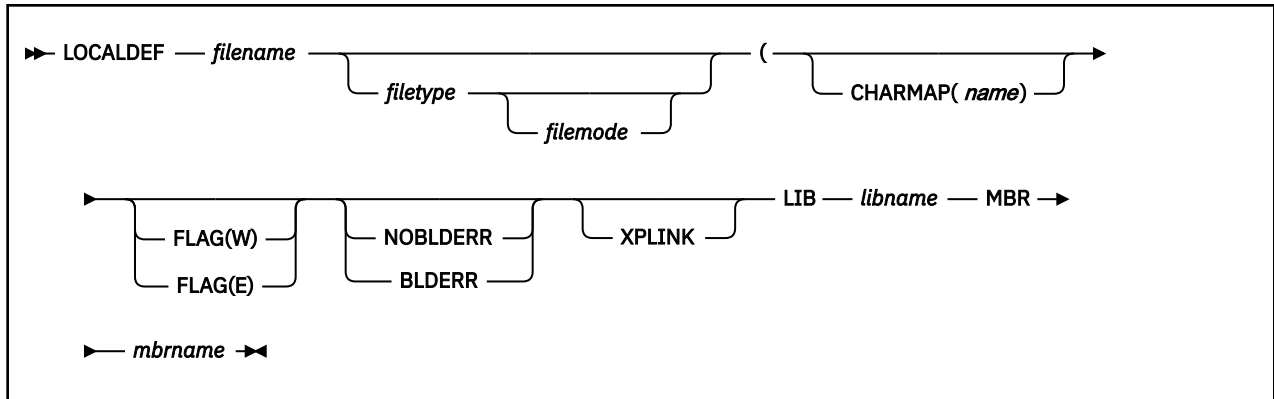 LOCALDEF filename (
filetype CHARMAP( name)
filemode
LIB libname MBR
FLAG(W) NOBLDERR XPLINK
FLAG(E) BLDERR
mbrname